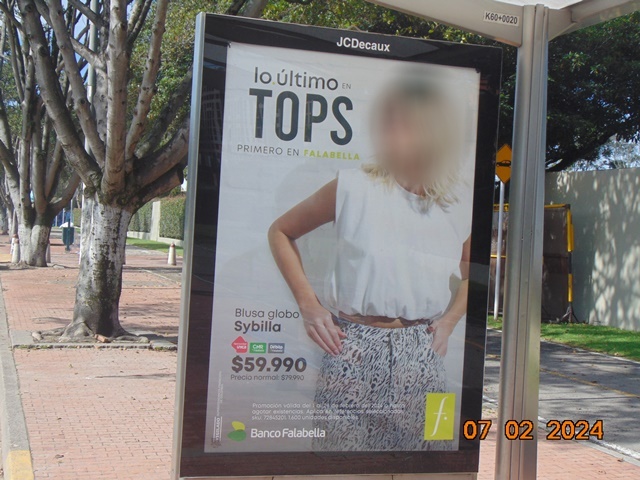 K60+0020
JCDecaux
lo último EN
TOPS
PRIMERO EN FALABELLA
Blusa globo
Sybilla
CMR
$59.990
Precio normal: $79.990
Banco Falabella
f.
07 02 2024